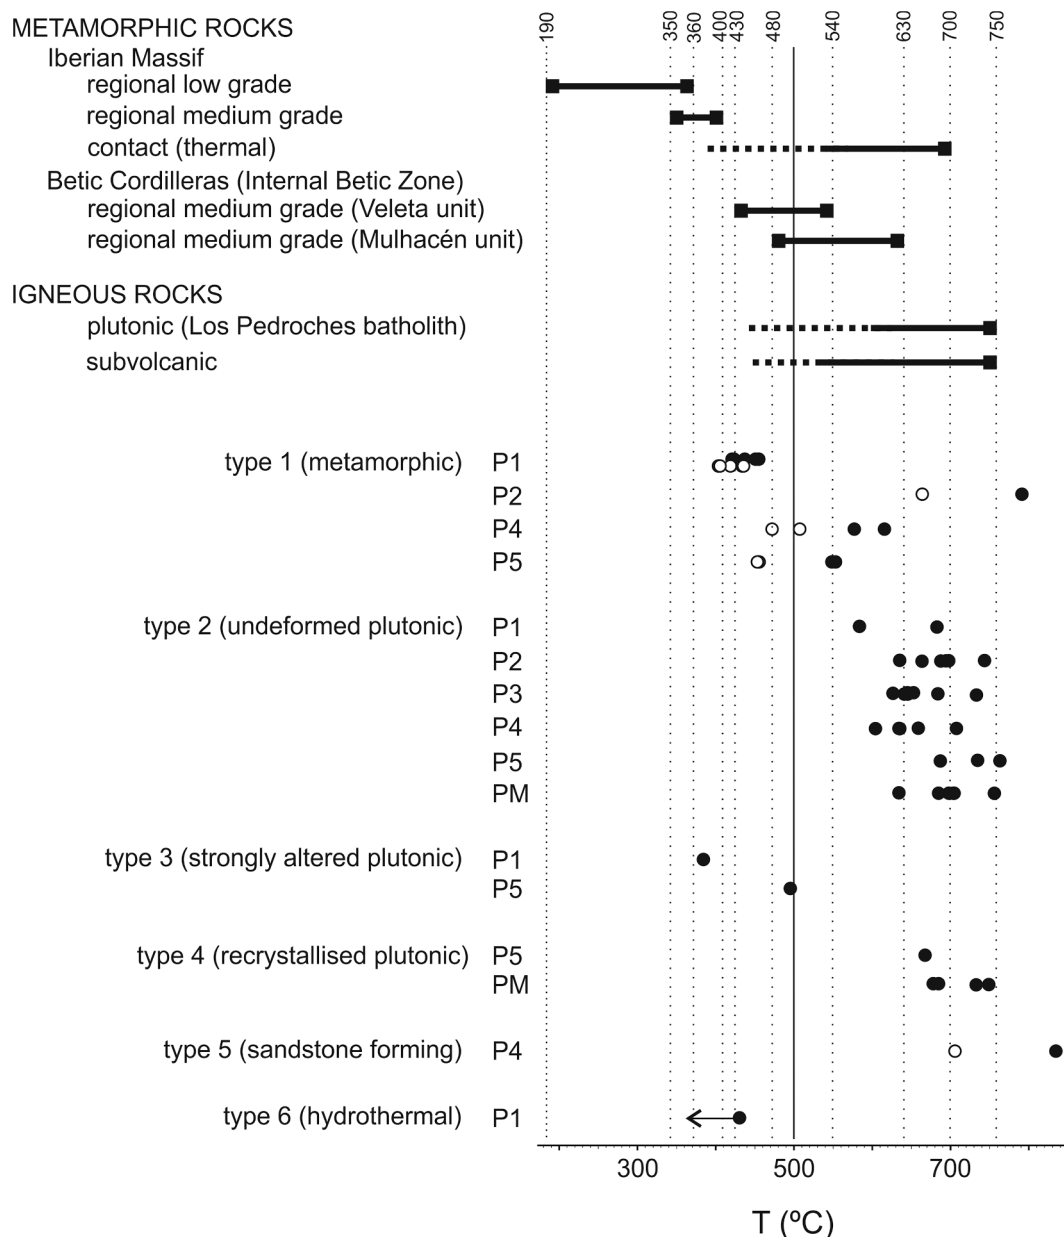 190 350 360 400 430 480 540 630 700 750
METAMORPHIC ROCKS
Iberian Massif
regional low grade
regional medium grade
contact (thermal)
Betic Cordilleras (Internal Betic Zone)
regional medium grade (Veleta unit)
regional medium grade (Mulhacén unit)
IGNEOUS ROCKS
plutonic (Los Pedroches batholith)
subvolcanic
type 1 (metamorphic) P1
P2
P4
P5
type 2 (undeformed plutonic) P1
P2
P3
P4
P5
PM
type 3 (strongly altered plutonic) P1
P5
type 4 (recrystallised plutonic) P5
PM
type 5 (sandstone forming) P4
type 6 (hydrothermal) P1
300 500 700
T (ºC)